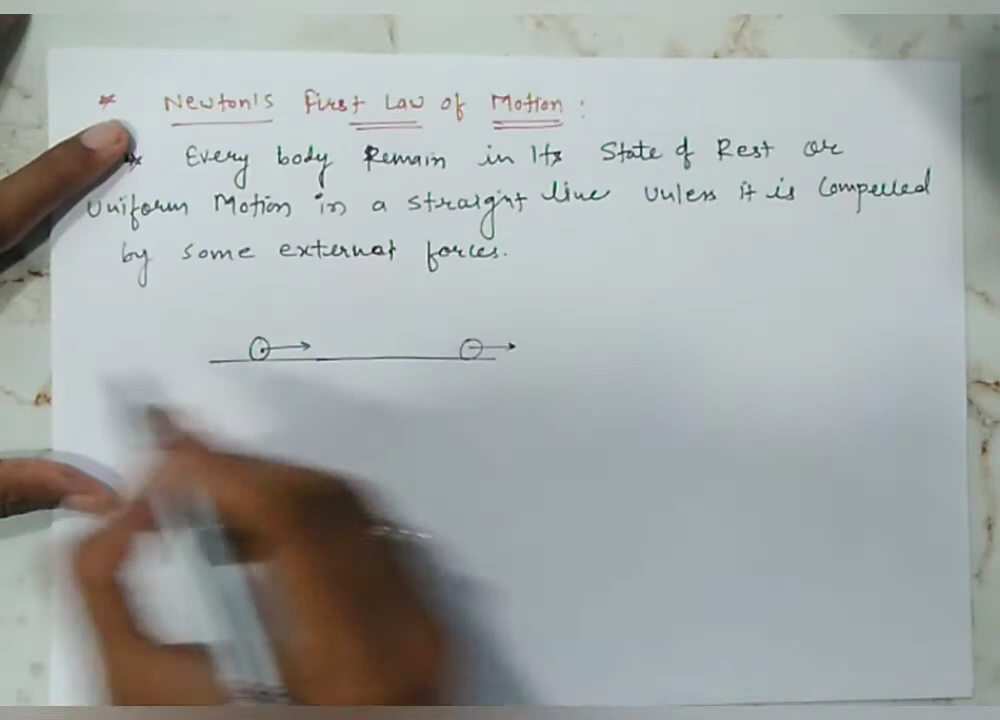 * Newton's First Law of Motion :
* Every body Remain in Its State of Rest or
Uniform Motion in a straight line unless it is Compelled
by some external forces.